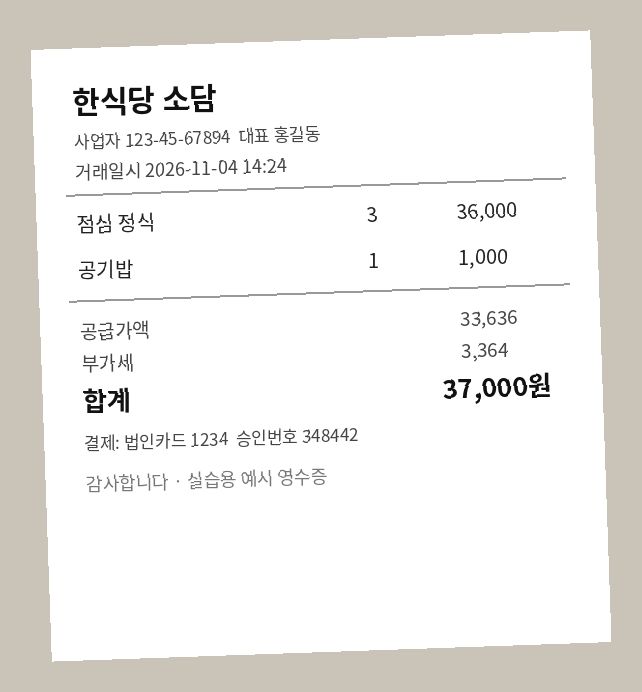 한식당 소담
사업자 123-45-67894 대표 홍길동
거래일시 2026-11-04 14:24
점심 정식 3 36,000
공기밥 1 1,000
공급가액 33,636
부가세 3,364
합계 37,000원
결제: 법인카드 1234 승인번호 348442
감사합니다 · 실습용 예시 영수증